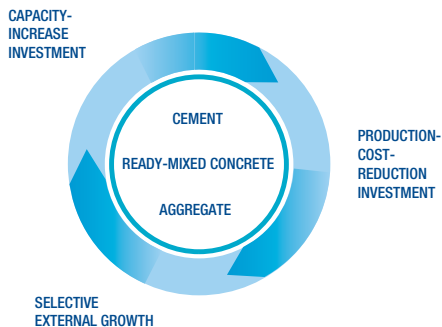 CAPACITY-
INCREASE
INVESTMENT
CEMENT
READY-MIXED CONCRETE
AGGREGATE
PRODUCTION-
COST-
REDUCTION
INVESTMENT
SELECTIVE
EXTERNAL GROWTH